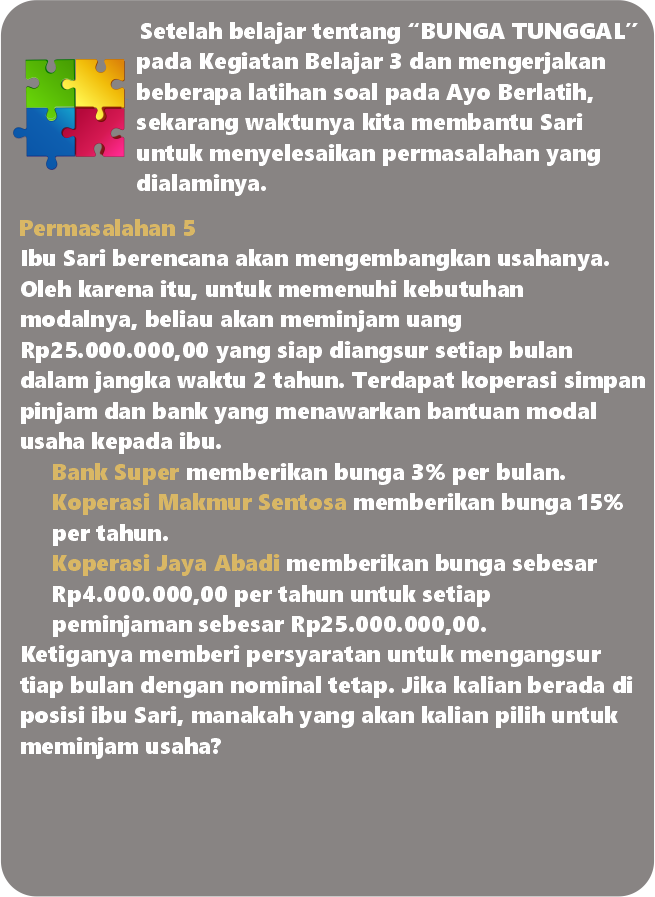 Setelah belajar tentang “BUNGA TUNGGAL”
pada Kegiatan Belajar 3 dan mengerjakan
beberapa latihan soal pada Ayo Berlatih,
sekarang waktunya kita membantu Sari
untuk menyelesaikan permasalahan yang
dialaminya.
Permasalahan 5
Ibu Sari berencana akan mengembangkan usahanya.
Oleh karena itu, untuk memenuhi kebutuhan
modalnya, beliau akan meminjam uang
Rp25.000.000,00 yang siap diangsur setiap bulan
dalam jangka waktu 2 tahun. Terdapat koperasi simpan
pinjam dan bank yang menawarkan bantuan modal
usaha kepada ibu.
Bank Super memberikan bunga 3% per bulan.
Koperasi Makmur Sentosa memberikan bunga 15%
per tahun.
Koperasi Jaya Abadi memberikan bunga sebesar
Rp4.000.000,00 per tahun untuk setiap
peminjaman sebesar Rp25.000.000,00.
Ketiganya memberi persyaratan untuk mengangsur
tiap bulan dengan nominal tetap. Jika kalian berada di
posisi ibu Sari, manakah yang akan kalian pilih untuk
meminjam usaha?